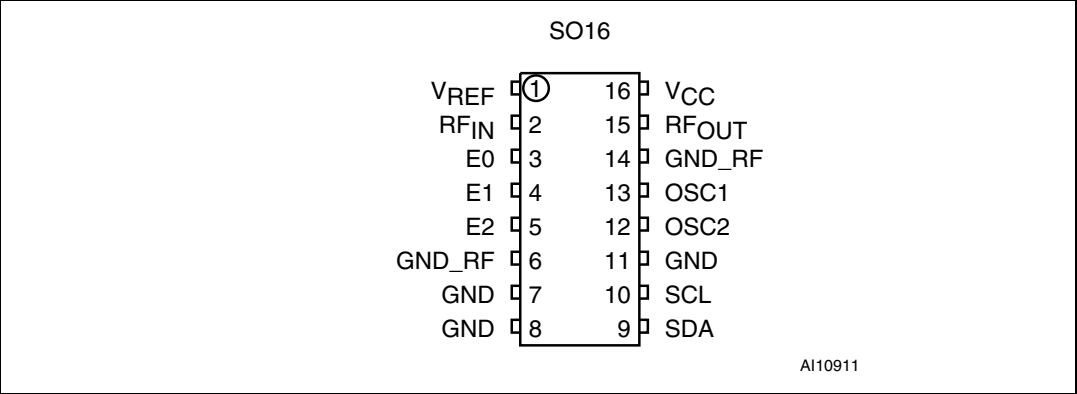 SO16
VREF 1 16 VCC
RFIN 2 15 RFOUT
E0 3 14 GND_RF
E1 4 13 OSC1
E2 5 12 OSC2
GND_RF 6 11 GND
GND 7 10 SCL
GND 8 9 SDA
AI10911